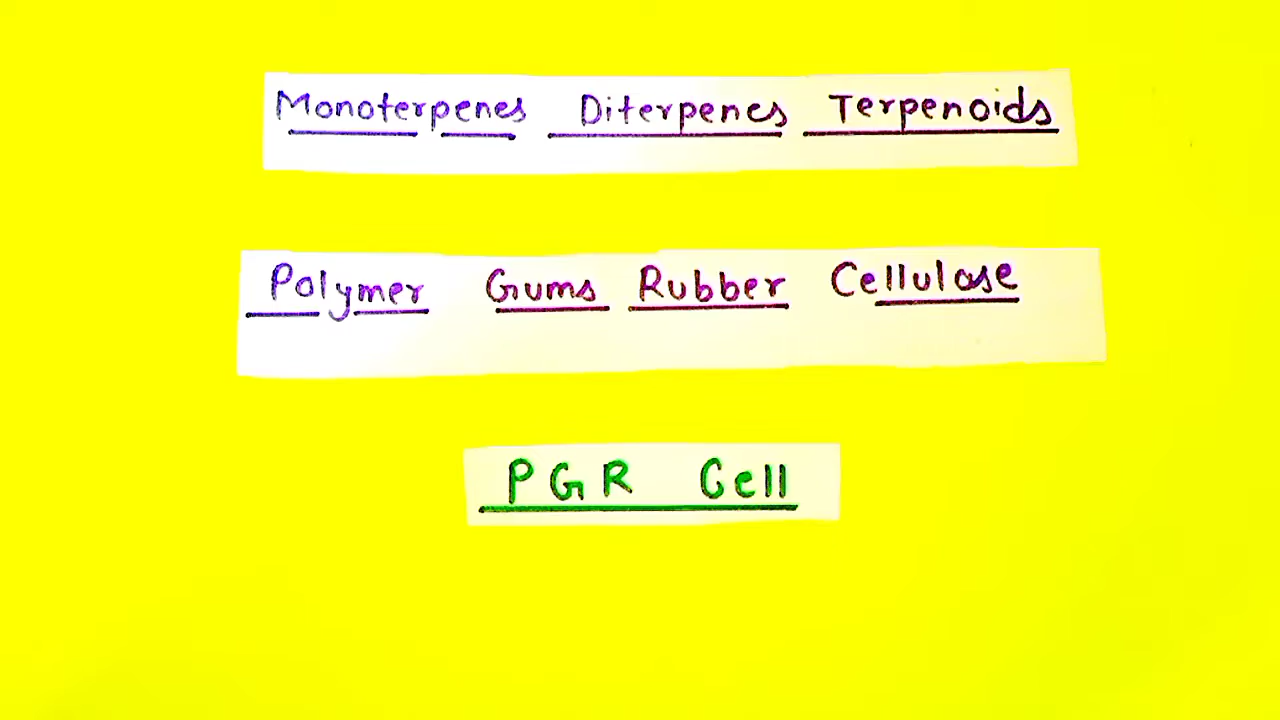 Monoterpenes Diterpenes Terpenoids
Polymer Gums Rubber Cellulose
PGR Cell